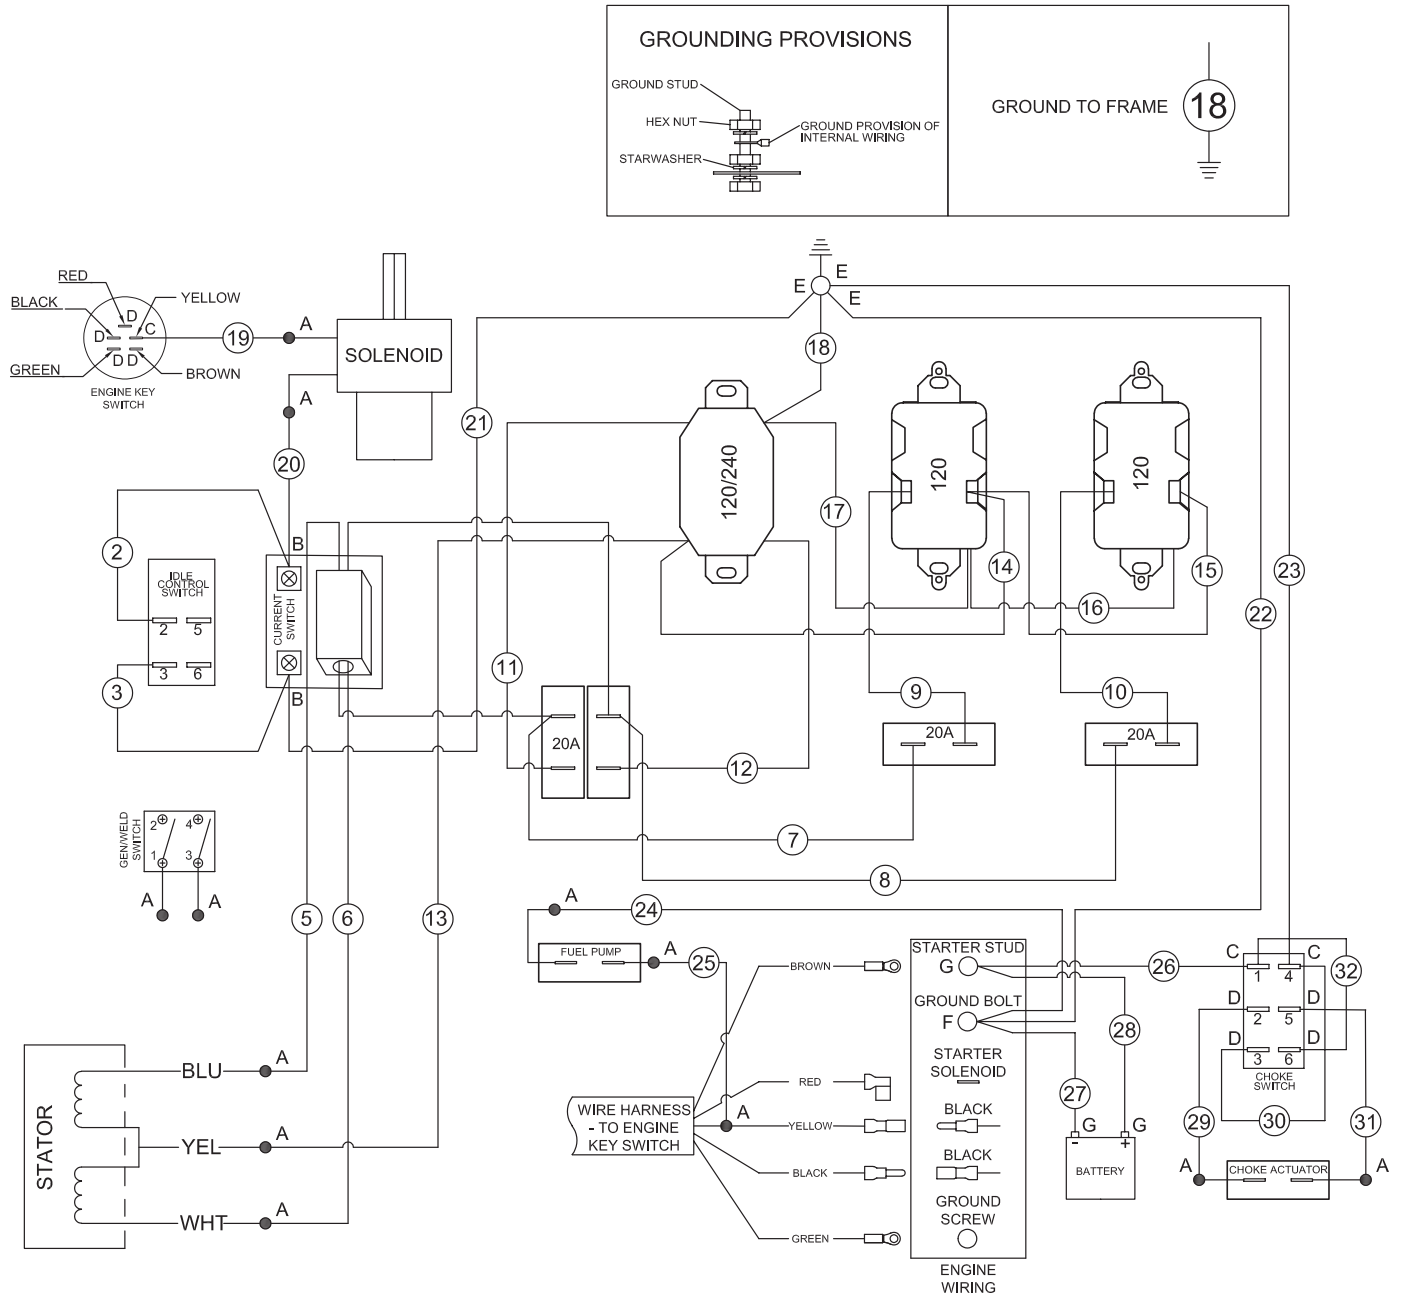 GROUNDING PROVISIONS
GROUND STUD
HEX NUT
GROUND PROVISION OF
INTERNAL WIRING
STARWASHER
GROUND TO FRAME
18
RED
BLACK
YELLOW
D
D
C
GREEN
D
D
BROWN
ENGINE KEY
SWITCH
19
A
SOLENOID
A
20
21
E
E
E
18
120/240
120
120
2
IDLE
CONTROL
SWITCH
2
5
3
6
3
B
CURRENT
SWITCH
B
17
14
16
15
23
22
11
20A
12
9
20A
10
20A
7
8
GEN/WELD
SWITCH
2
4
1
3
A
A
5
6
13
A
24
FUEL PUMP
A
25
STATOR
BLU
A
YEL
A
WHT
A
WIRE HARNESS
- TO ENGINE
KEY SWITCH
A
BROWN
RED
YELLOW
BLACK
GREEN
STARTER STUD
G
GROUND BOLT
F
STARTER
SOLENOID
BLACK
BLACK
GROUND
SCREW
ENGINE
WIRING
26
28
27
G
G
-
+
BATTERY
C
C
1
4
32
D
D
2
5
D
D
3
6
CHOKE
SWITCH
29
30
31
A
CHOKE ACTUATOR
A